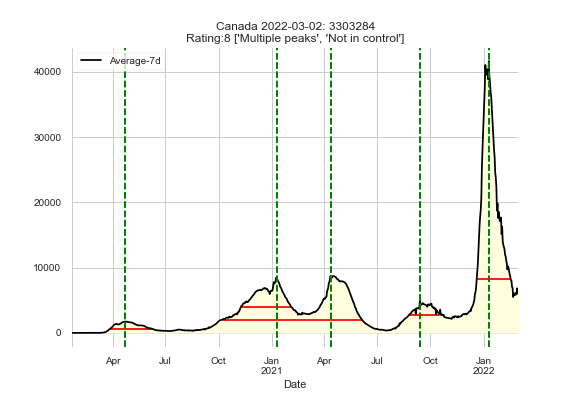 Canada 2022-03-02: 3303284
Rating:8 ['Multiple peaks', 'Not in control']
Average-7d
40000
30000
20000
10000
0
Apr Jul Oct Jan Apr Jul Oct Jan
2021 2022
Date